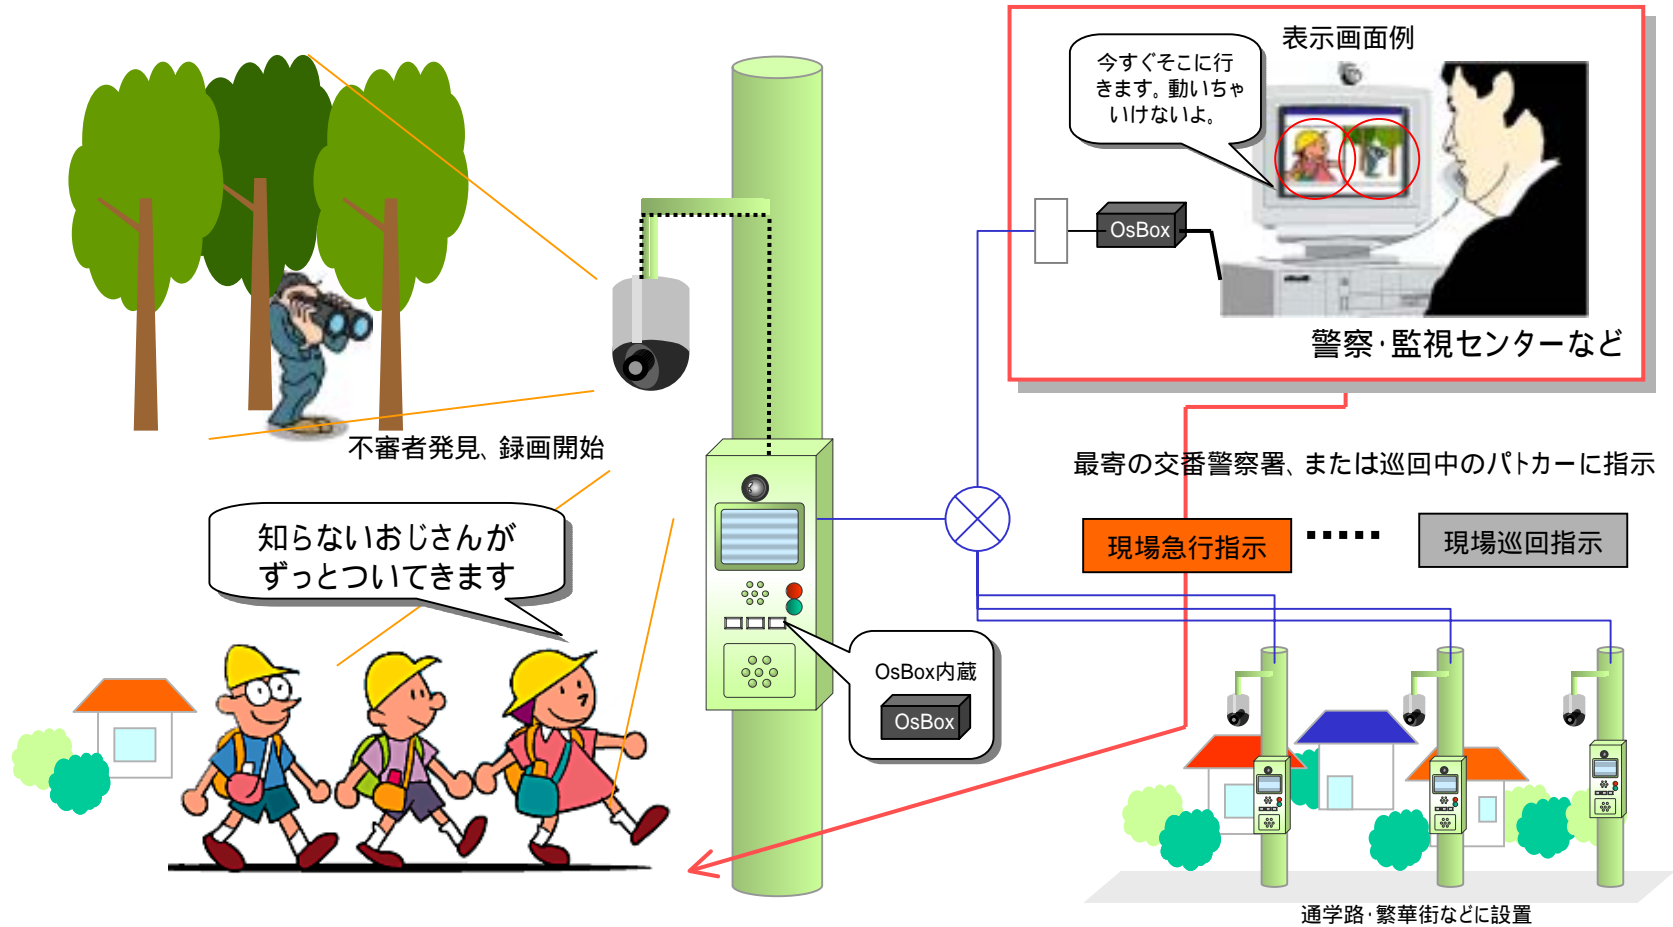 表示画面例
今すぐそこに行
きます。動いちゃ
いけないよ。
OsBox
警察・監視センターなど
不審者発見、録画開始
最寄の交番警察署、または巡回中のパトカーに指示
知らないおじさんが
ずっとついてきます
現場急行指示
現場巡回指示
OsBox内蔵
OsBox
通学路・繁華街などに設置